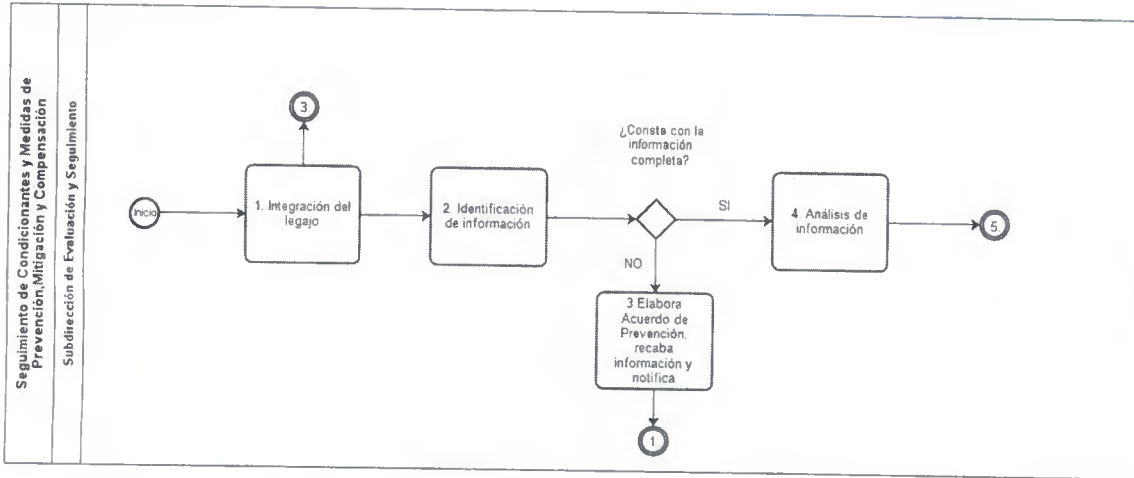 Seguimiento de Condicionantes y Medidas de
Prevención,Mitigación y Compensación
Subdirección de Evaluación y Seguimiento
Inicio
3
1. Integración del
legajo
2. Identificación
de información
¿Consta con la
información
completa?
SI
NO
4. Análisis de
información
5
3 Elabora
Acuerdo de
Prevención,
recaba
información y
notifica
1